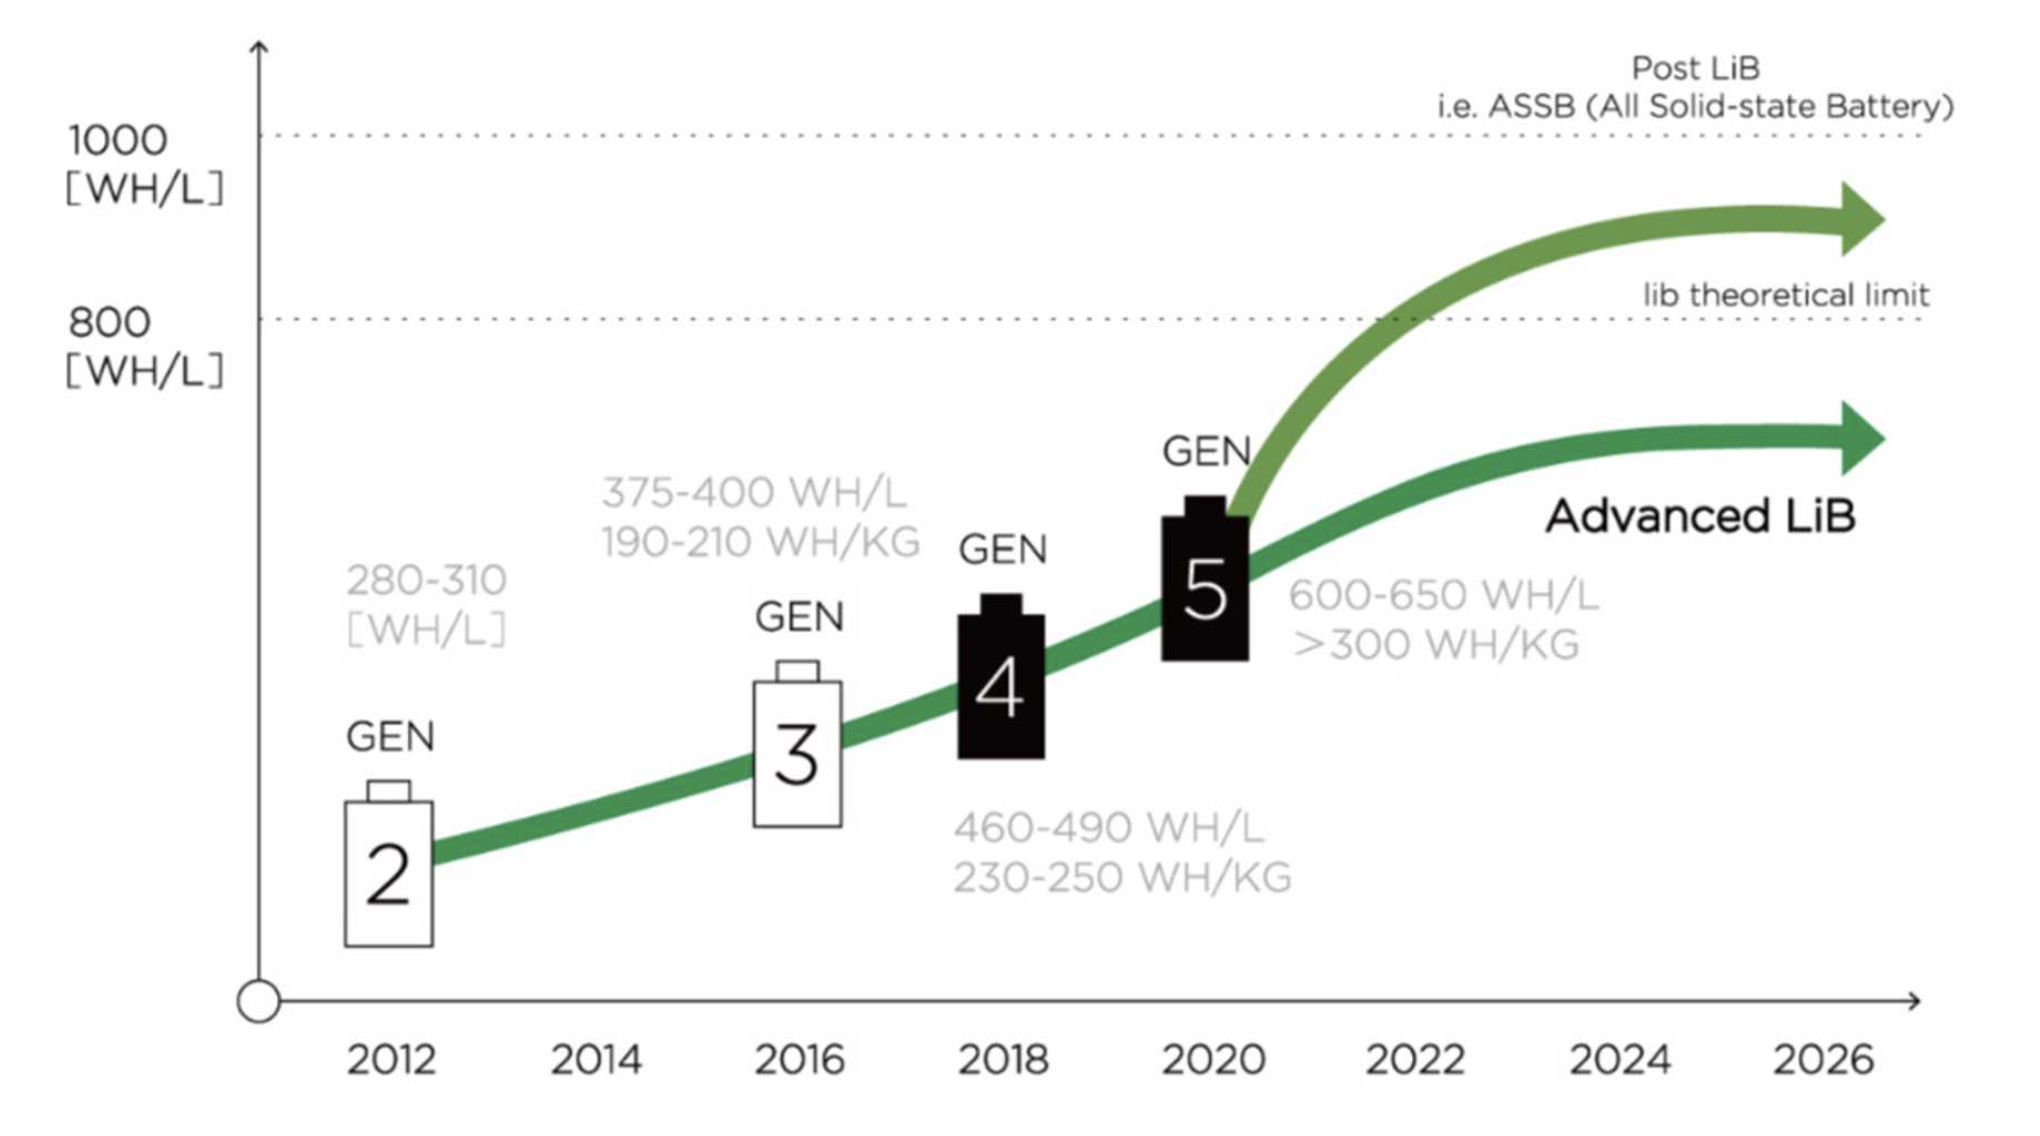 Post LiB
i.e. ASSB (All Solid-state Battery)
1000
[WH/L]
lib theoretical limit
800
[WH/L]
GEN
5
375-400 WH/L
190-210 WH/KG
GEN
4
Advanced LiB
280-310
[WH/L]
600-650 WH/L
>300 WH/KG
GEN
3
GEN
2
460-490 WH/L
230-250 WH/KG
2012 2014 2016 2018 2020 2022 2024 2026